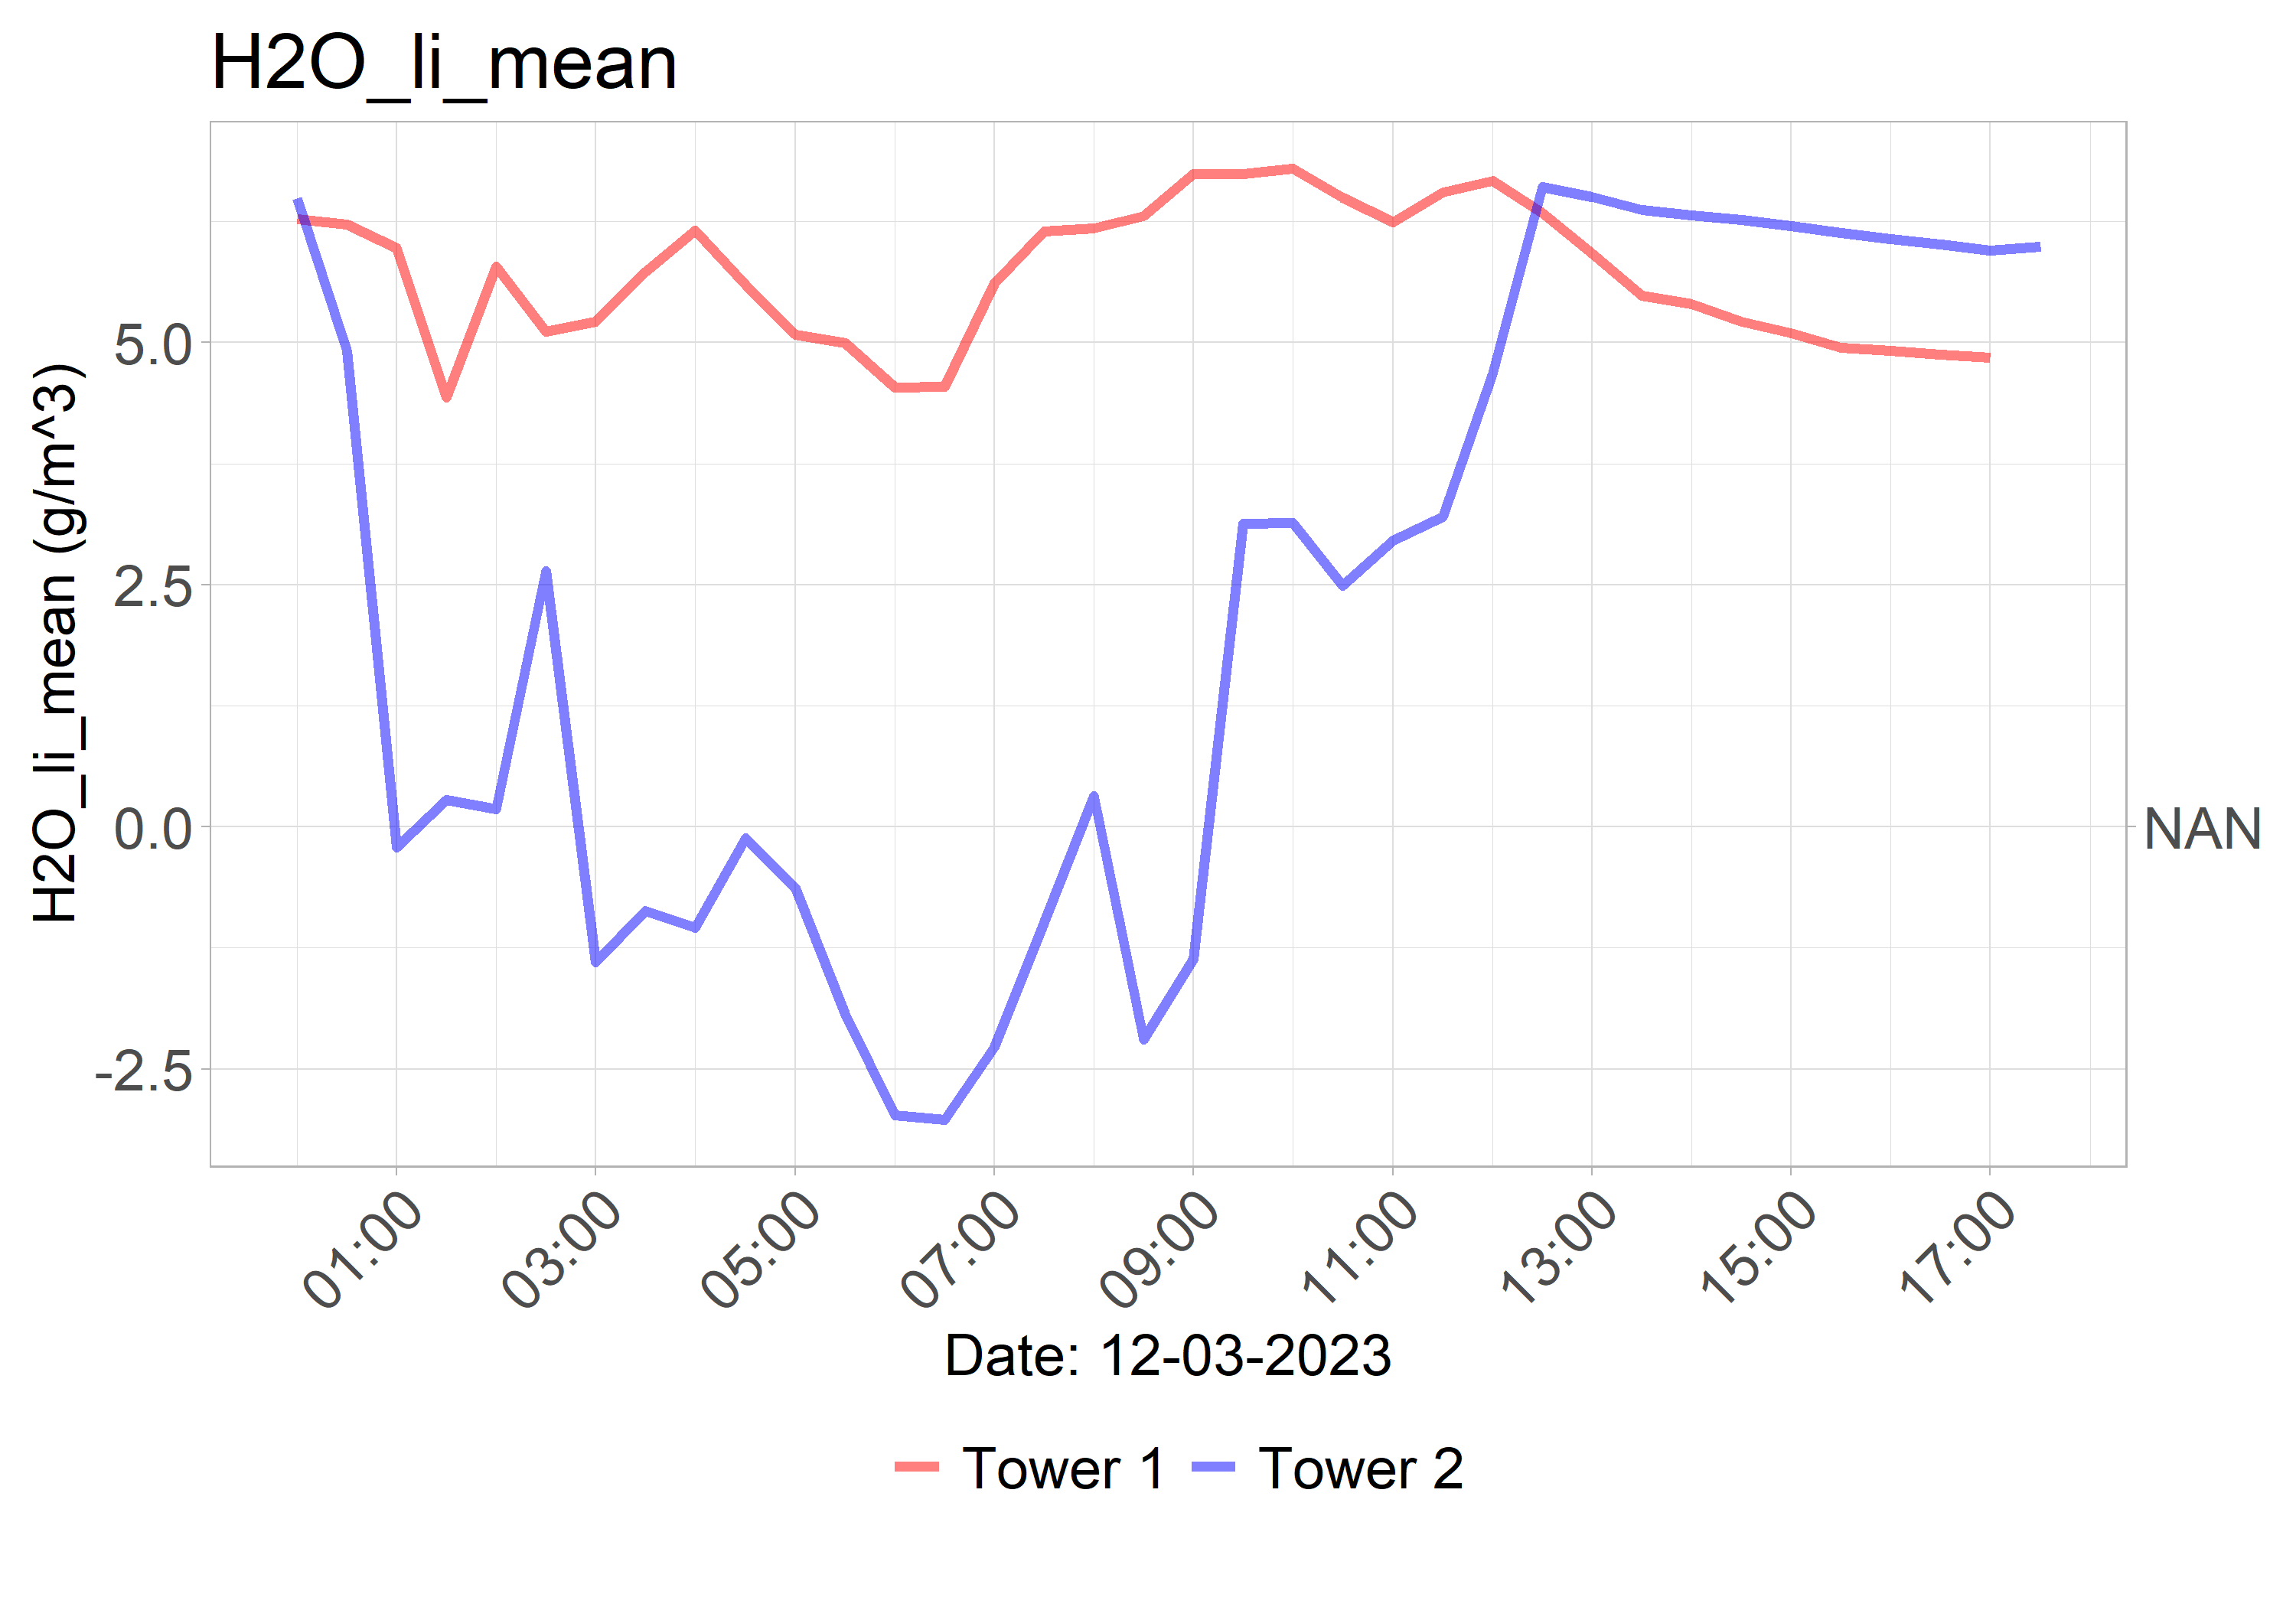 H2O_li_mean
H2O_li_mean (g/m^3)
5.0
2.5
0.0
-2.5
NAN
01:00 03:00 05:00 07:00 09:00 11:00 13:00 15:00 17:00
Date: 12-03-2023
Tower 1 Tower 2